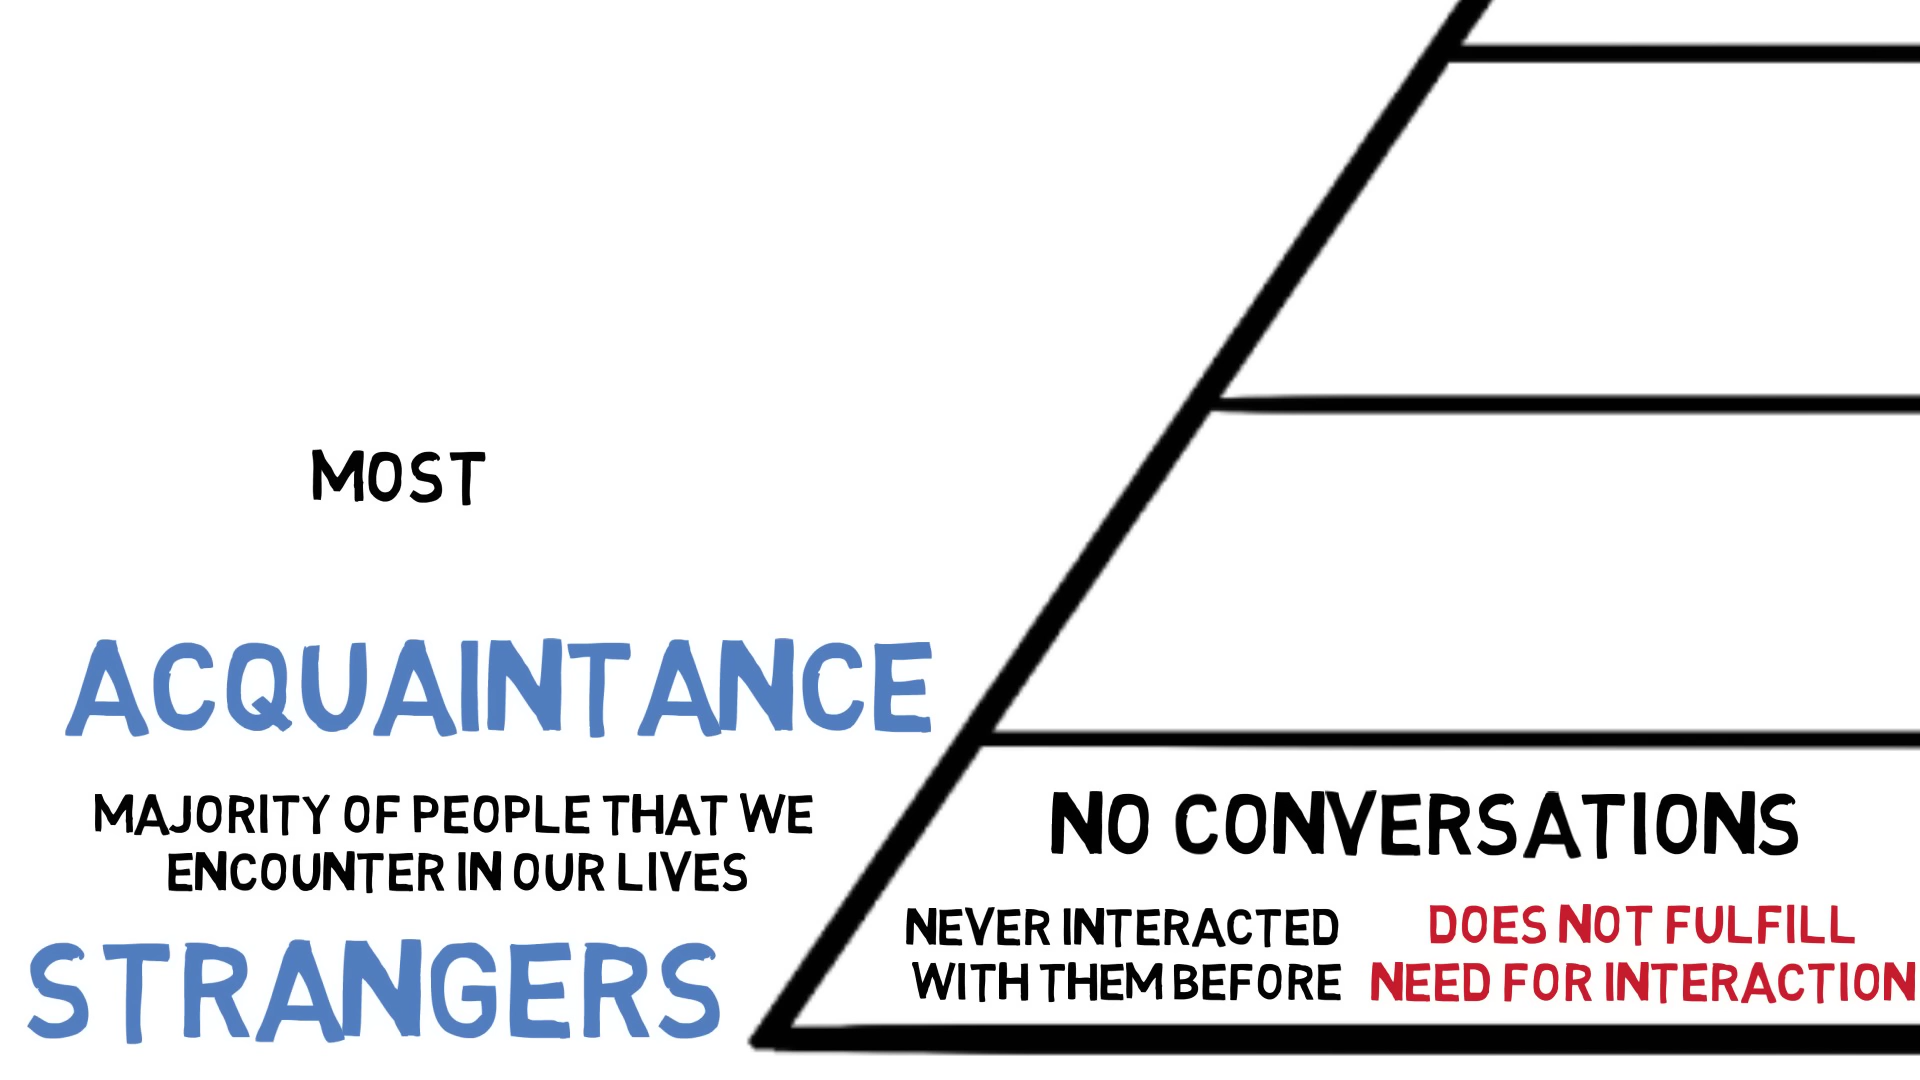 MOST
ACQUAINTANCE
MAJORITY OF PEOPLE THAT WE
ENCOUNTER IN OUR LIVES
STRANGERS
NO CONVERSATIONS
NEVER INTERACTED
WITH THEM BEFORE
DOES NOT FULFILL
NEED FOR INTERACTION